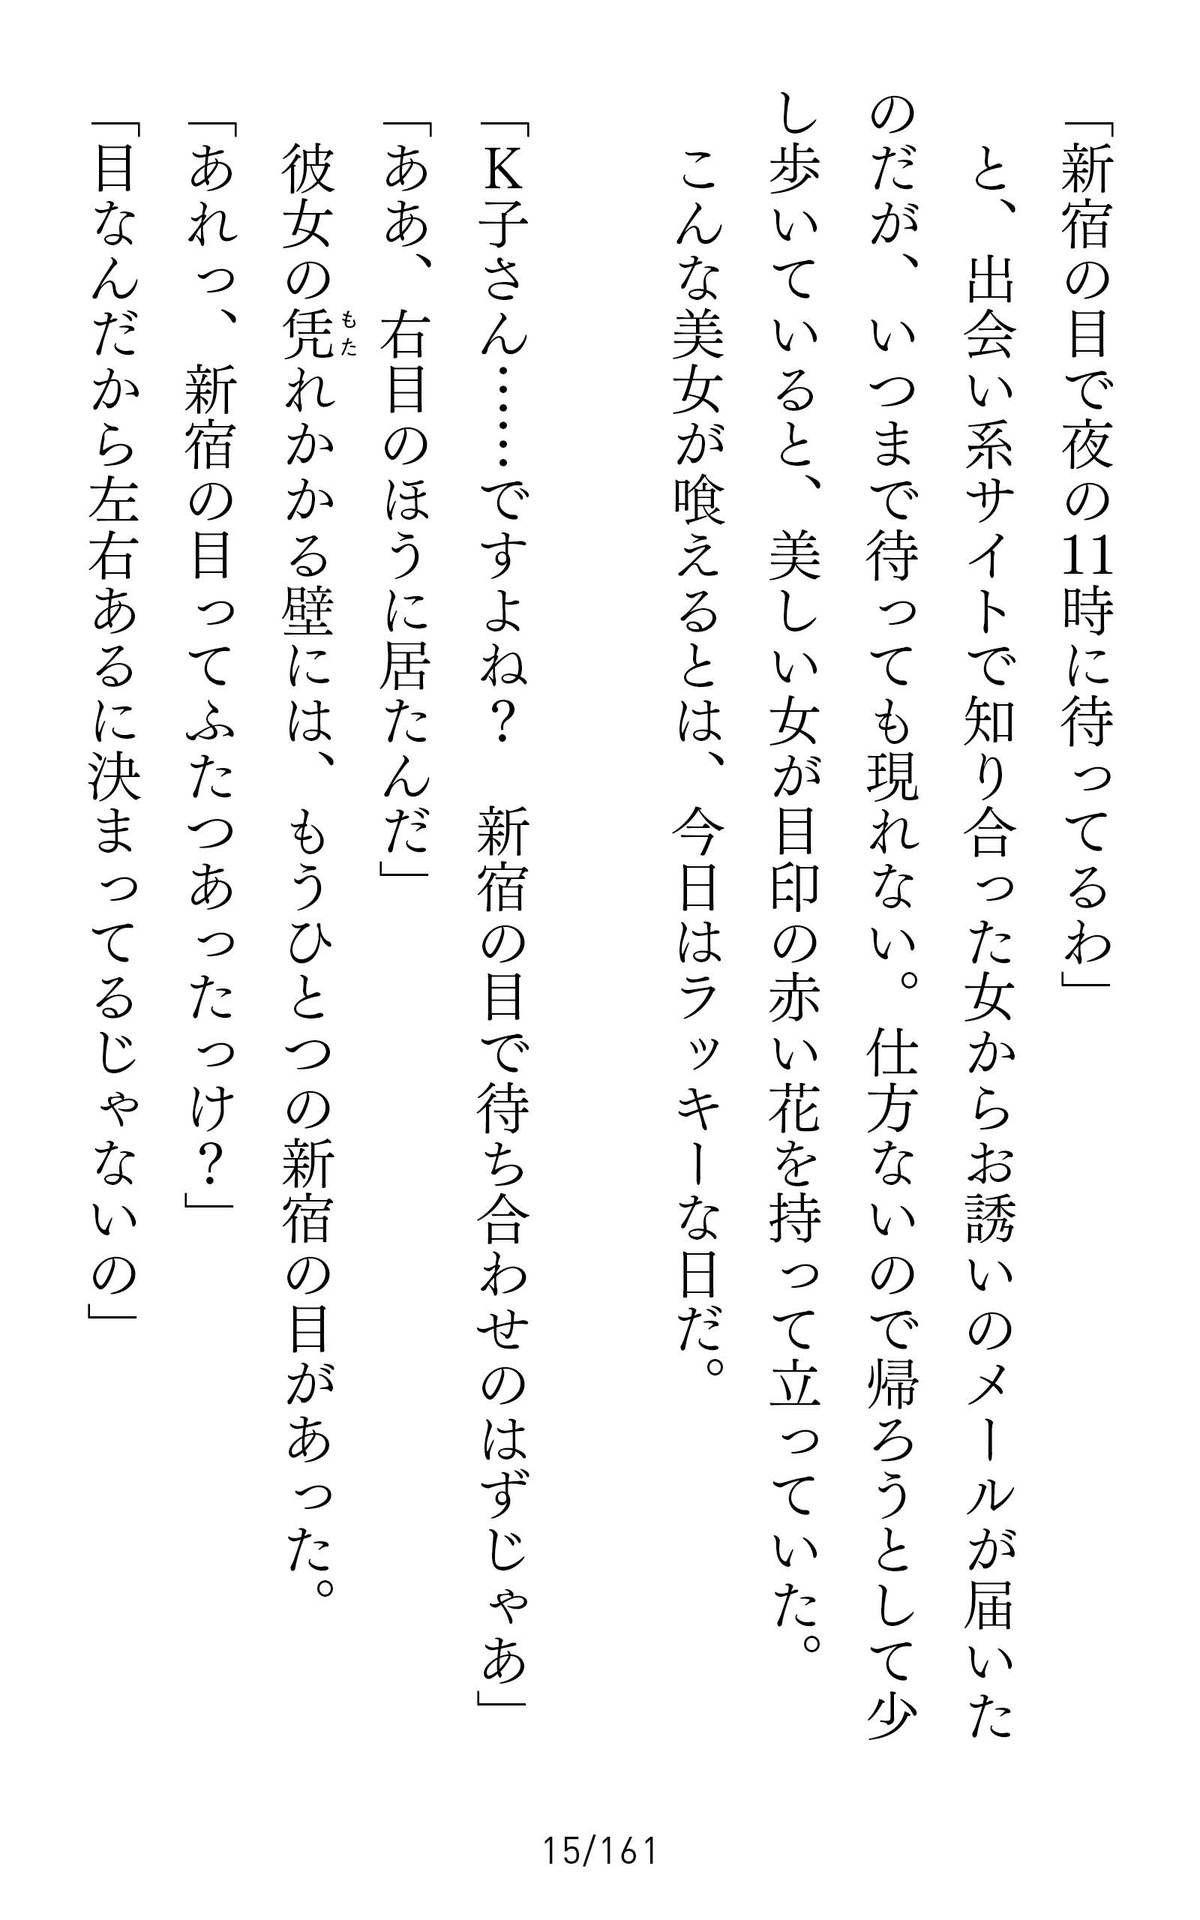 「新宿の目で夜の11時に待ってるわ」
　と、出会い系サイトで知り合った女からお誘いのメールが届いた
のだが、いつまで待っても現れない。仕方ないので帰ろうとして少
し歩いていると、美しい女が目印の赤い花を持って立っていた。
　こんな美女が喰えるとは、今日はラッキーな日だ。
「K子さん……ですよね？　新宿の目で待ち合わせのはずじゃあ」
「ああ、右目のほうに居たんだ」
　彼女の凭れかかる壁には、もうひとつの新宿の目があった。
もた
「あれっ、新宿の目ってふたつあったっけ？」
「目なんだから左右あるに決まってるじゃないの」
15/161